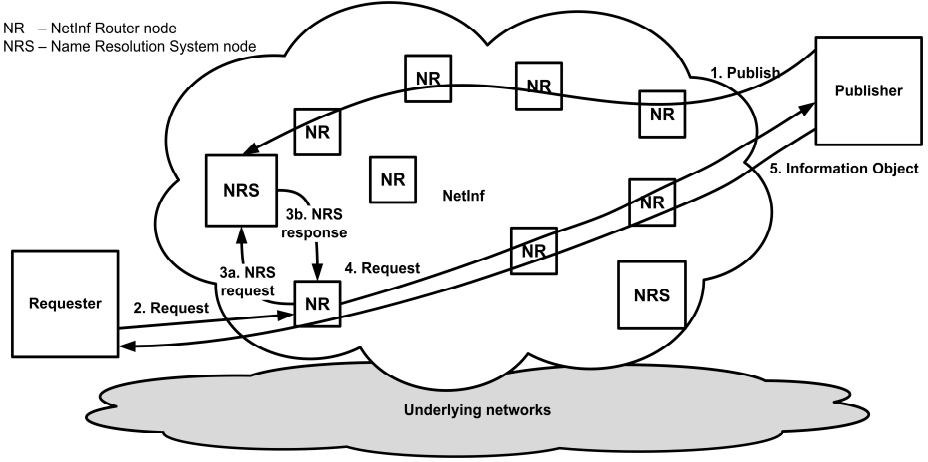 NR – NetInf Router node
NRS – Name Resolution System node
1. Publish
Publisher
NR
NR
NR
NR
NR
NRS
NetInf
5. Information Object
NR
3b. NRS
response
NR
4. Request
3a. NRS
request
NRS
NR
Requester
2. Request
Underlying networks